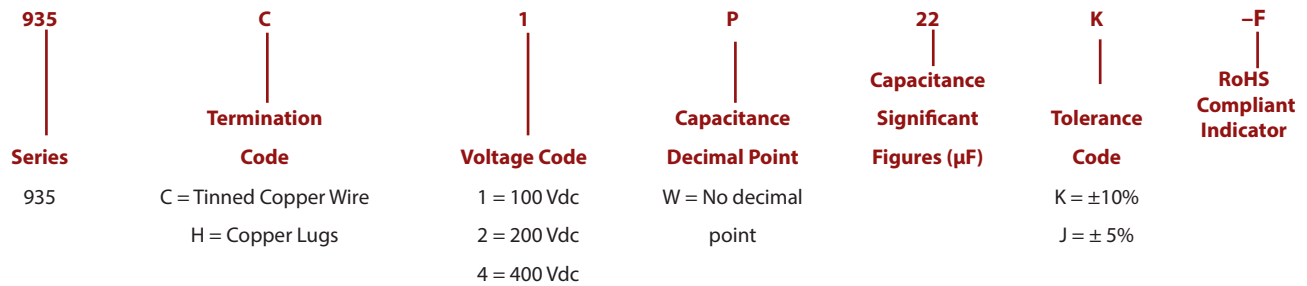 935 C 1 P 22 K –F
Capacitance RoHS
Termination Capacitance Significant Tolerance Compliant
Indicator
Series Code Voltage Code Decimal Point Figures (µF) Code
935 C = Tinned Copper Wire 1 = 100 Vdc W = No decimal K = ±10%
H = Copper Lugs 2 = 200 Vdc point J = ± 5%
4 = 400 Vdc